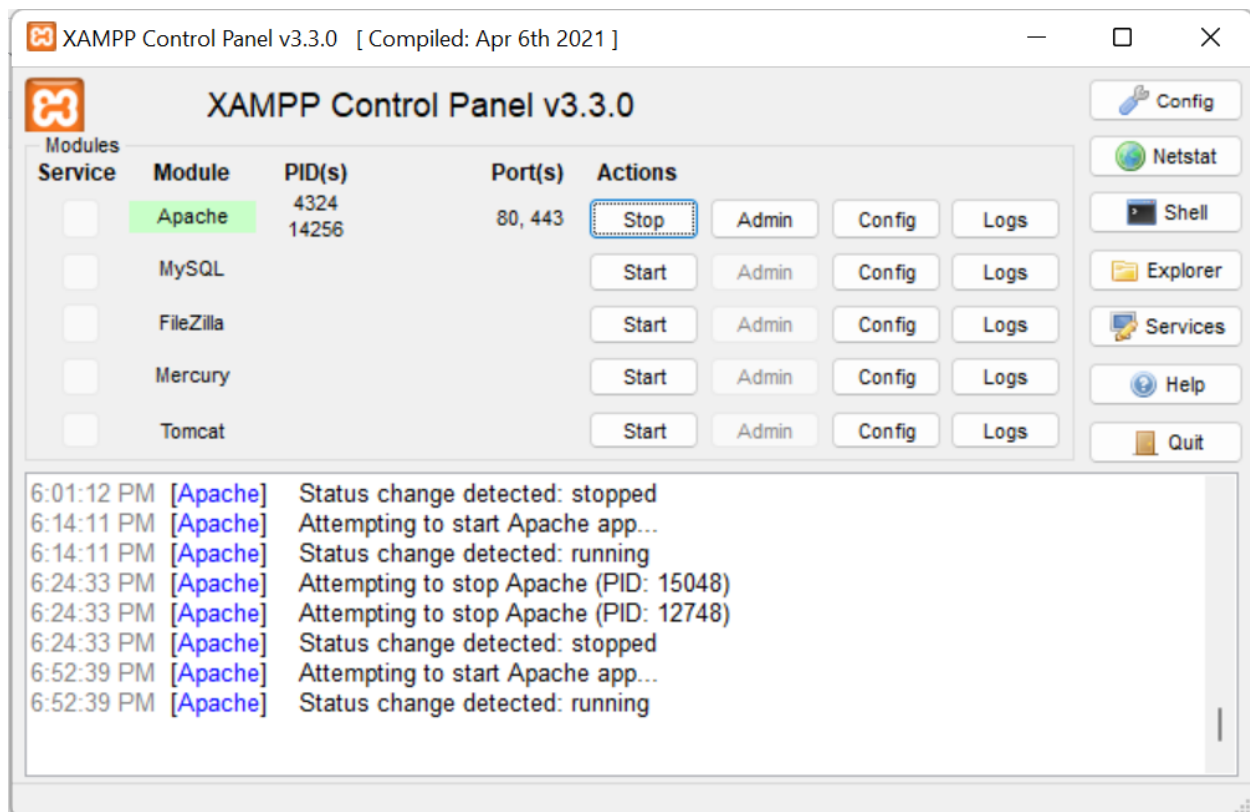 XAMPP Control Panel v3.3.0 [ Compiled: Apr 6th 2021 ]
XAMPP Control Panel v3.3.0
Config
Modules
Netstat
Service Module PID(s) Port(s) Actions
Apache 4324 14256 80, 443 Stop Admin Config Logs
Shell
MySQL Start Admin Config Logs
Explorer
FileZilla Start Admin Config Logs
Services
Mercury Start Admin Config Logs
Help
Tomcat Start Admin Config Logs
Quit
6:01:12 PM [Apache] Status change detected: stopped
6:14:11 PM [Apache] Attempting to start Apache app...
6:14:11 PM [Apache] Status change detected: running
6:24:33 PM [Apache] Attempting to stop Apache (PID: 15048)
6:24:33 PM [Apache] Attempting to stop Apache (PID: 12748)
6:24:33 PM [Apache] Status change detected: stopped
6:52:39 PM [Apache] Attempting to start Apache app...
6:52:39 PM [Apache] Status change detected: running